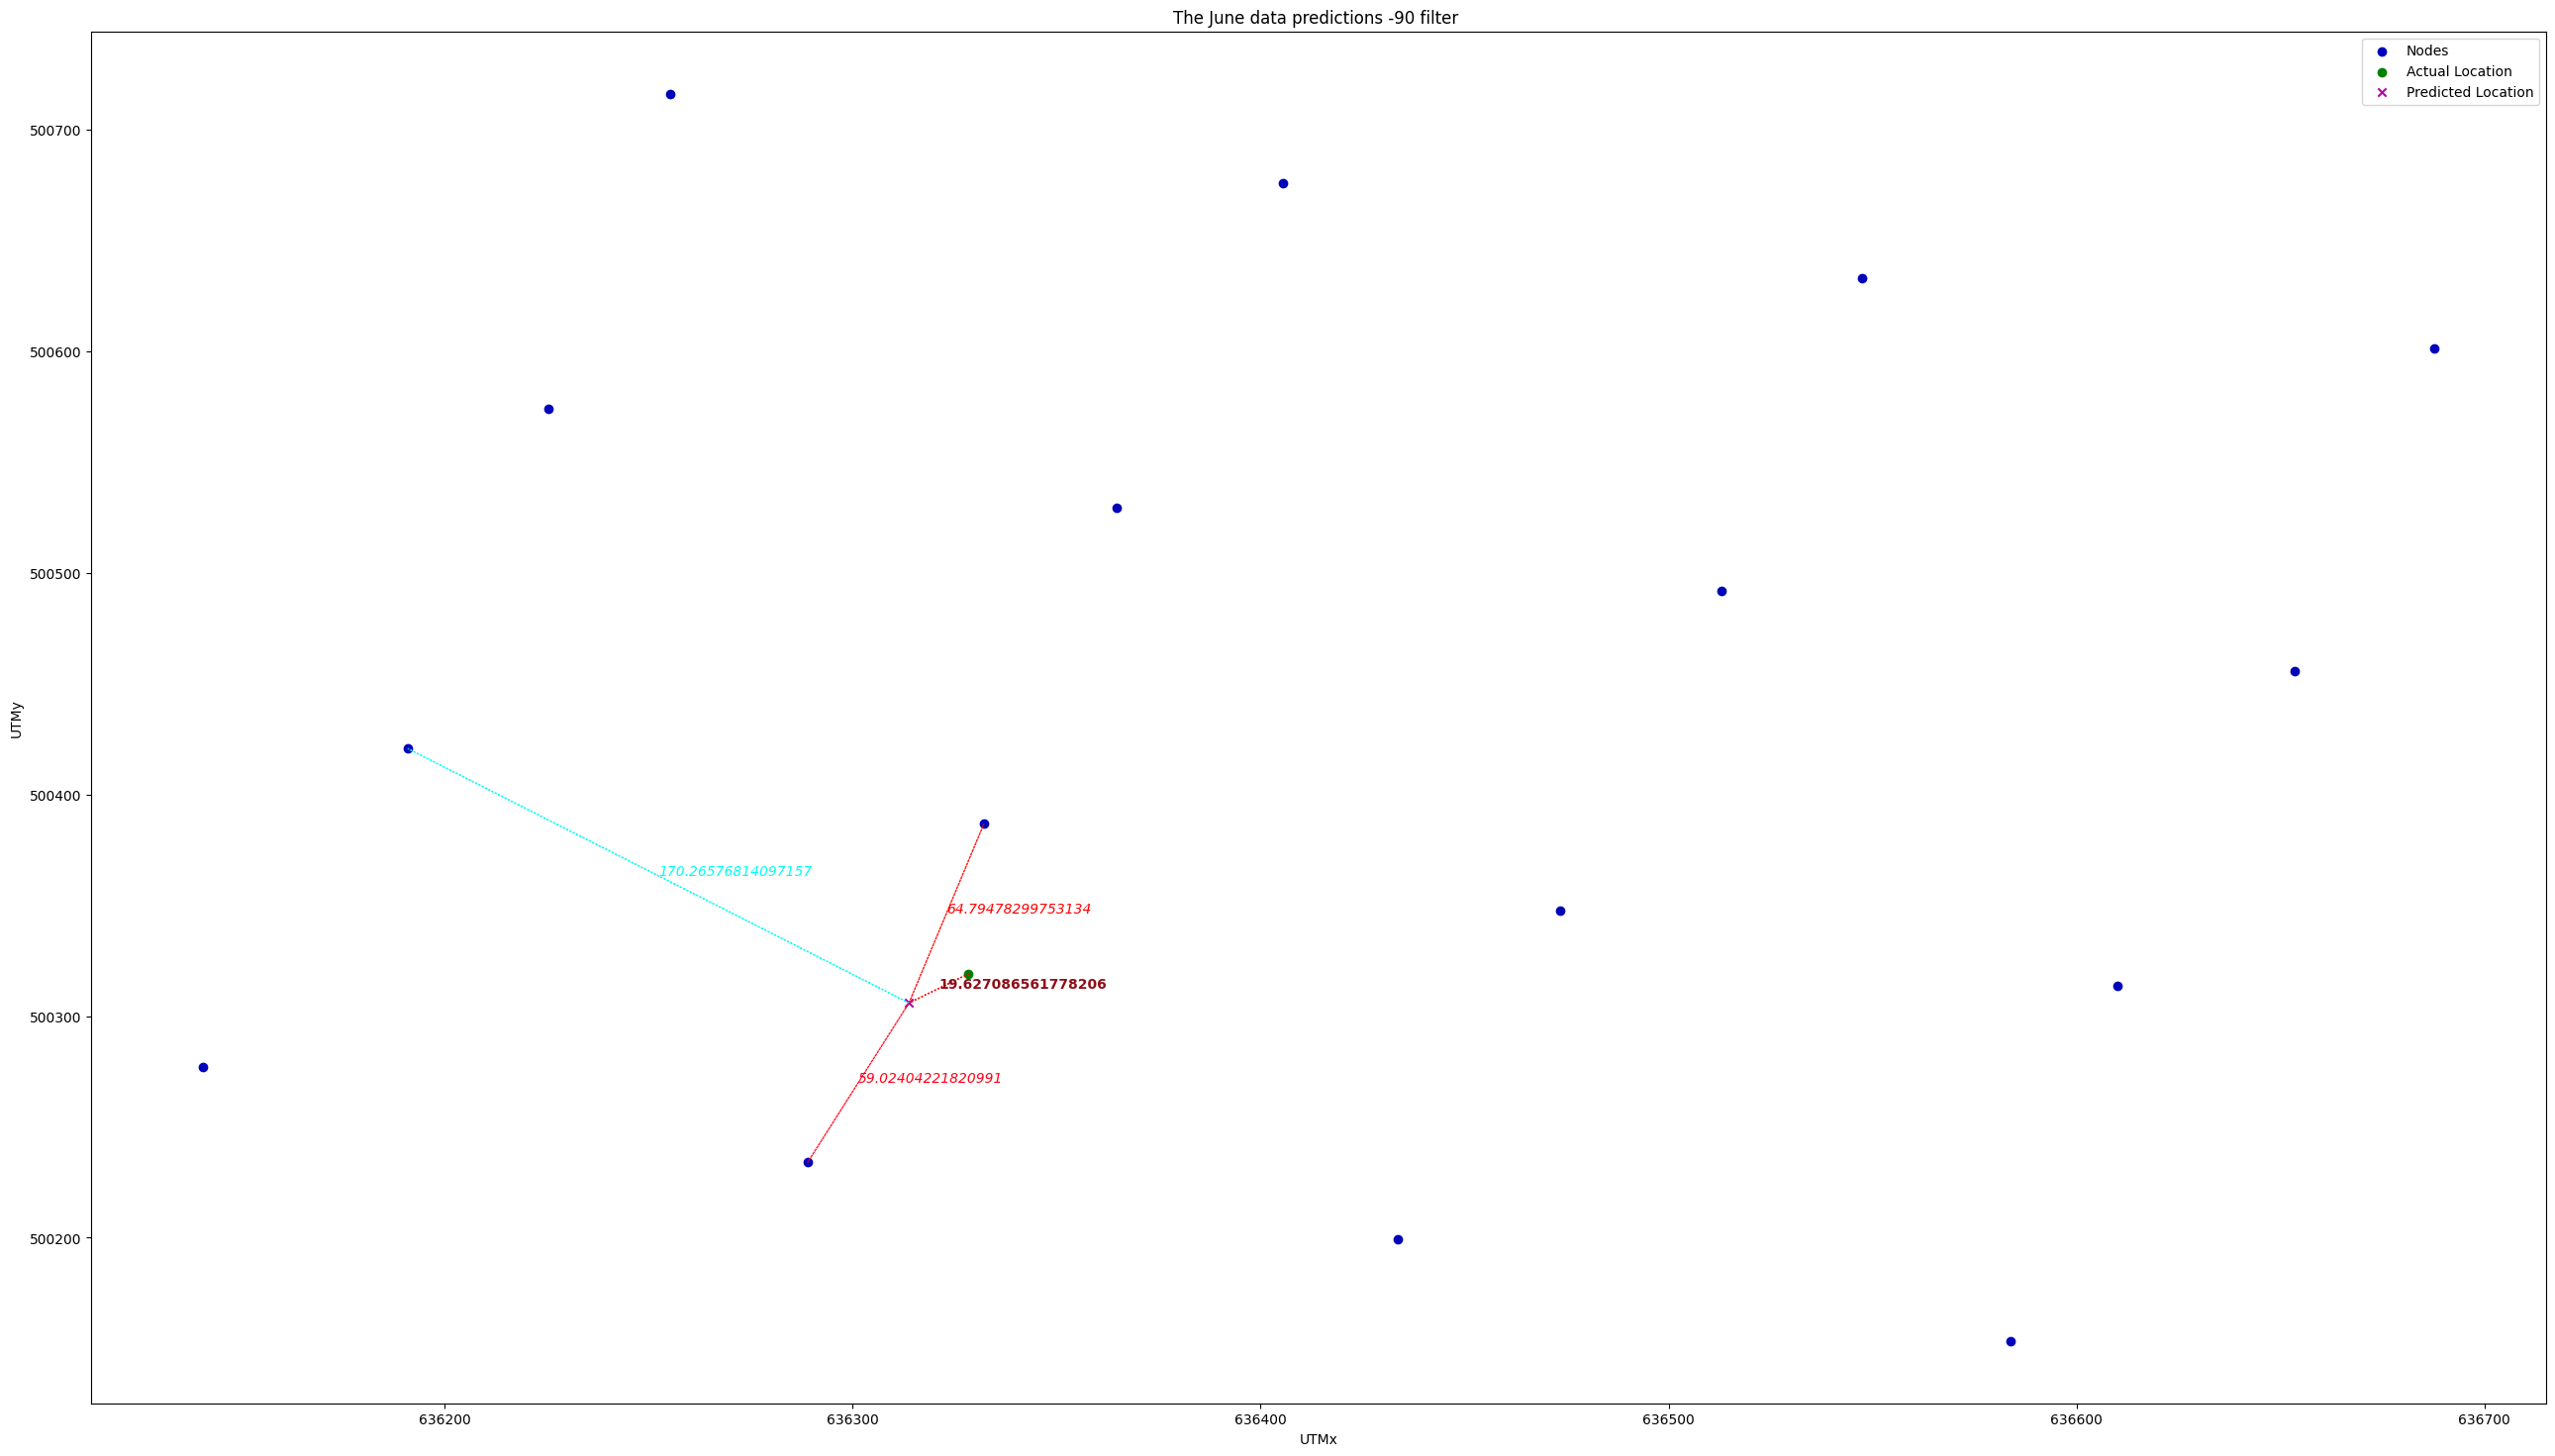 The June data predictions -90 filter
Nodes
Actual Location
Predicted Location
500700
500600
500500
500400
500300
500200
UTMy
170.26576814097157
64.79478299753134
19.627086561778206
59.02404221820991
636200
636300
636400
636500
636600
636700
UTMx